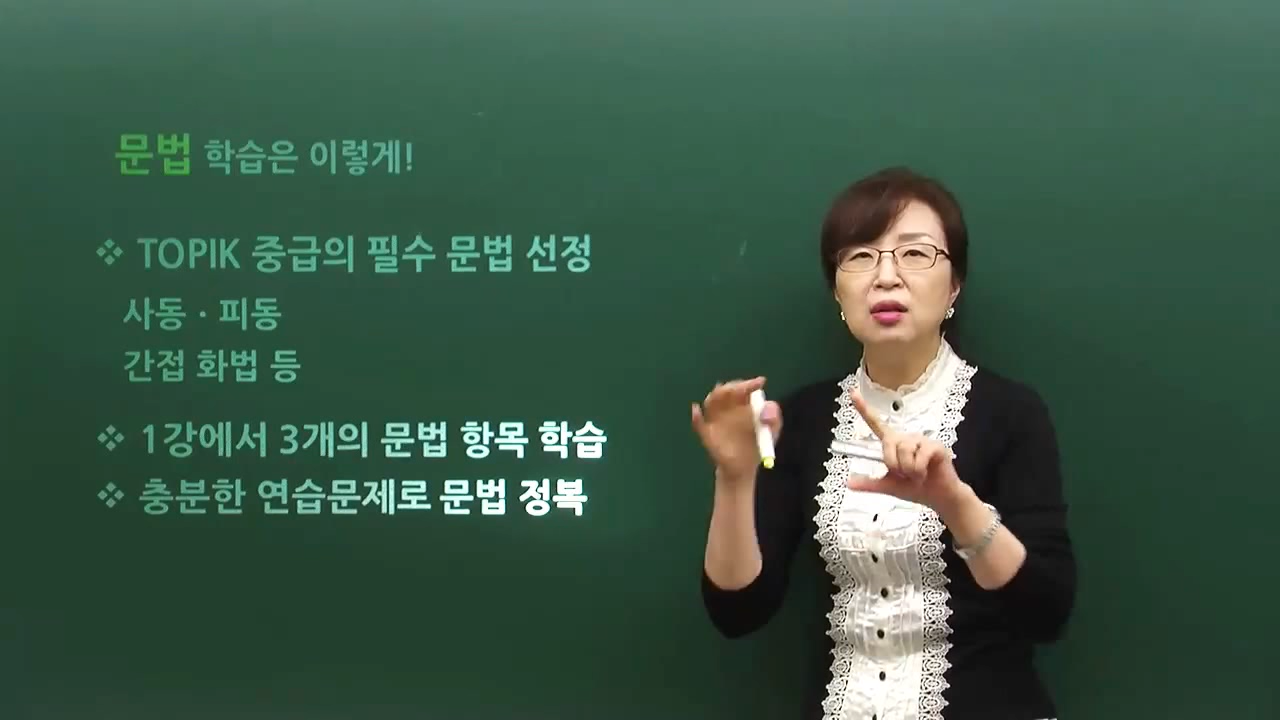 문법 학습은 이렇게!
❖ TOPIK 중급의 필수 문법 선정
사동 · 피동
간접 화법 등
❖ 1강에서 3개의 문법 항목 학습
❖ 충분한 연습문제로 문법 정복